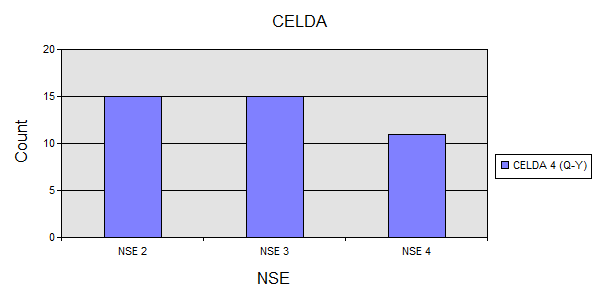 CELDA
Count
20
15
10
5
0
NSE 2
NSE 3
NSE 4
NSE
CELDA 4 (Q-Y)